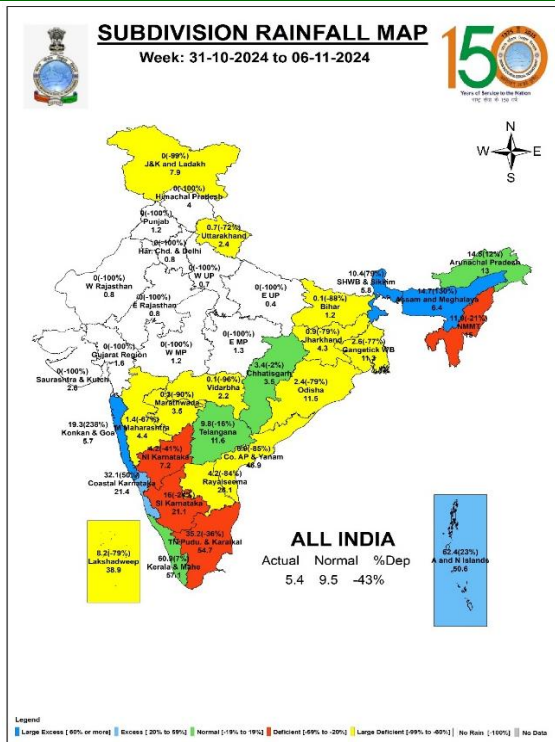 SUBDIVISION RAINFALL MAP
Week: 31-10-2024 to 06-11-2024
150
Years of Service to the Nation
राष्ट्र सेवा के 150 वर्ष
N
W E
S
0(-99%)
J&K and Ladakh
7.9
0(-100%)
Himachal Pradesh
4
0(-100%)
Punjab
1.2
0.7(-72%)
Uttarakhand
2.4
0(-100%)
Har. Chd. & Delhi
0.8
0(-100%)
W Rajasthan
0.8
0(-100%)
W UP
0.7
0(-100%)
E UP
0.4
0(-100%)
E Rajasthan
0.8
10.4(79%)
SHWB & Sikkim
5.8
14.5(12%)
Arunachal Pradesh
13
14.7(130%)
Assam and Meghalaya
6.4
(-21%)
NMMT
15
0.1(-88%)
Bihar
1.2
0.9(-79%)
Jharkhand
4.3
2.6(-77%)
Gangetick WB
11.3
0(-100%)
Gujarat Region
1.6
0(-100%)
W MP
1.2
0(-100%)
E MP
1.3
0(-100%)
Saurashtra & Kutch
2.6
3.4(-2%)
Chhatisgarh
3.5
2.4(-79%)
Odisha
11.5
0.1(-96%)
Vidarbha
2.2
0.3(-90%)
Marathwada
3.5
1.4(-67%)
M Maharashtra
4.4
19.3(238%)
Konkan & Goa
5.7
9.8(-16%)
Telangana
11.6
(-85%)
Co. AP & Yanam
46.9
4.2(-41%)
NI Karnataka
7.2
32.1(50%)
Coastal Karnataka
21.4
4.2(-84%)
Rayalseema
26.1
16(-24%)
SI Karnataka
21.1
35.2(-36%)
TN Pudu. & Karaikal
54.7
60.9(7%)
Kerala & Mahe
57.1
8.2(-79%)
Lakshadweep
38.9
62.4(23%)
A and N Islands
50.6
ALL INDIA
Actual Normal %Dep
5.4 9.5 -43%
Legend
Large Excess [ 60% or more] Excess [ 20% to 59%] Normal [-19% to 19%] Deficient [-59% to -20%] Large Deficient [-99% to -60%] No Rain [-100%] No Data